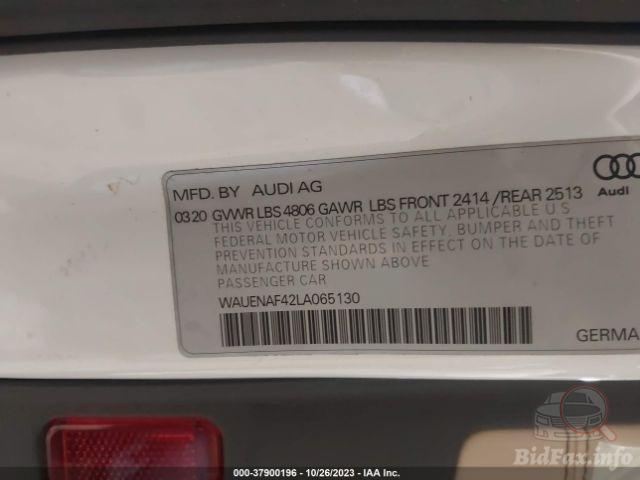 MFD. BY AUDI AG
Audi
0320 GVWR LBS 4806 GAWR LBS FRONT 2414 /REAR 2513
THIS VEHICLE CONFORMS TO ALL APPLICABLE U S
FEDERAL MOTOR VEHICLE SAFETY, BUMPER AND THEFT
PREVENTION STANDARDS IN EFFECT ON THE DATE OF
MANUFACTURE SHOWN ABOVE
PASSENGER CAR
WAUENAF42LA065130
GERMA
BidFax.info
000-37900196 - 10/26/2023 - IAA Inc.